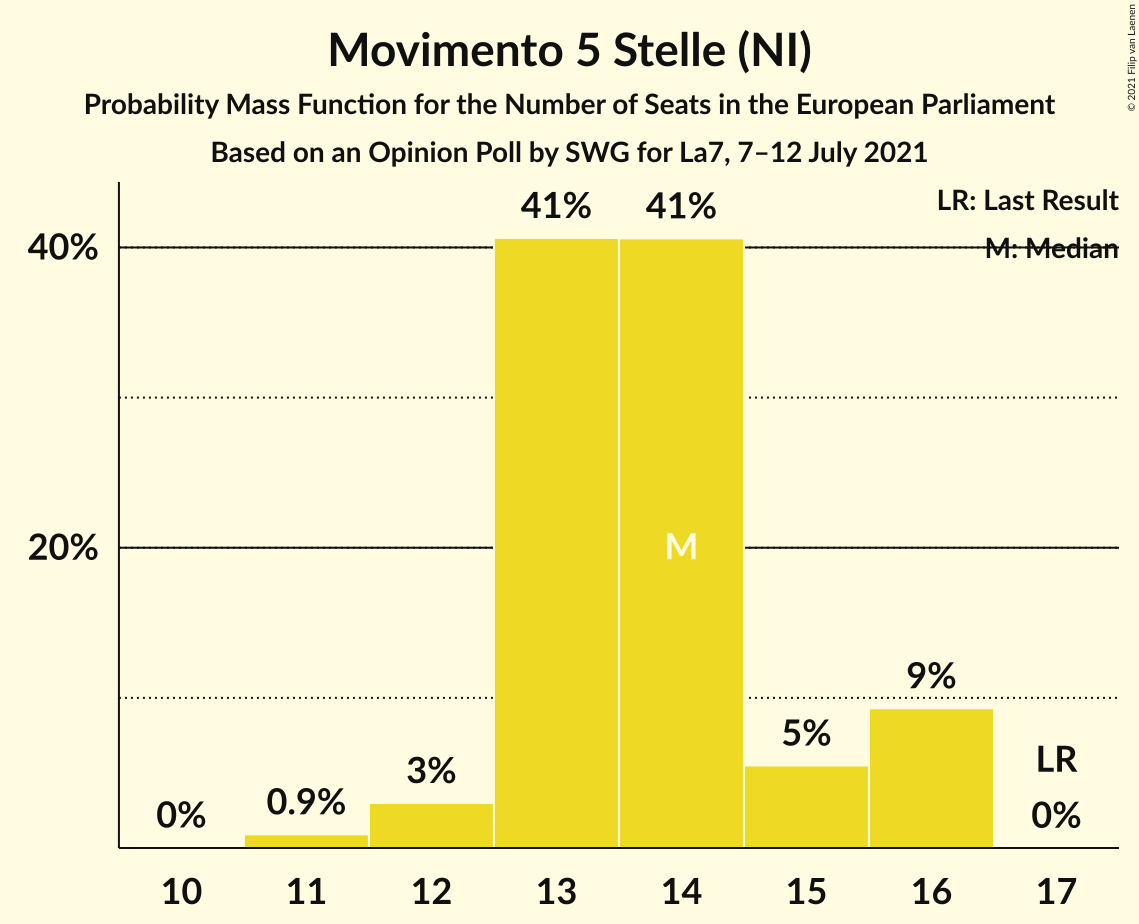 Movimento 5 Stelle (NI)
Probability Mass Function for the Number of Seats in the European Parliament
Based on an Opinion Poll by SWG for La7, 7–12 July 2021
© 2021 Filip van Laenen
LR: Last Result
M: Median
40%
20%
0%
0.9%
3%
41%
41%
M
5%
9%
LR
0%
10 11 12 13 14 15 16 17